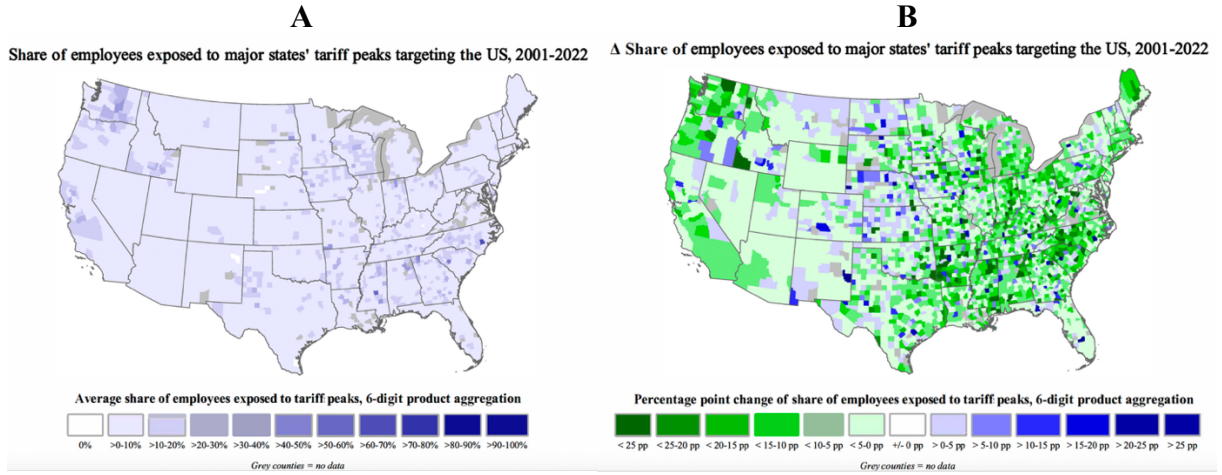 A
Share of employees exposed to major states' tariff peaks targeting the US, 2001-2022
Average share of employees exposed to tariff peaks, 6-digit product aggregation
0% >0-10% >10-20% >20-30% >30-40% >40-50% >50-60% >60-70% >70-80% >80-90% >90-100%
Grey counties = no data
B
Δ Share of employees exposed to major states' tariff peaks targeting the US, 2001-2022
Percentage point change of share of employees exposed to tariff peaks, 6-digit product aggregation
< 25 pp < 25-20 pp < 20-15 pp < 15-10 pp < 10-5 pp < 5-0 pp +/- 0 pp > 0-5 pp > 5-10 pp > 10-15 pp > 15-20 pp > 20-25 pp > 25 pp
Grey counties = no data